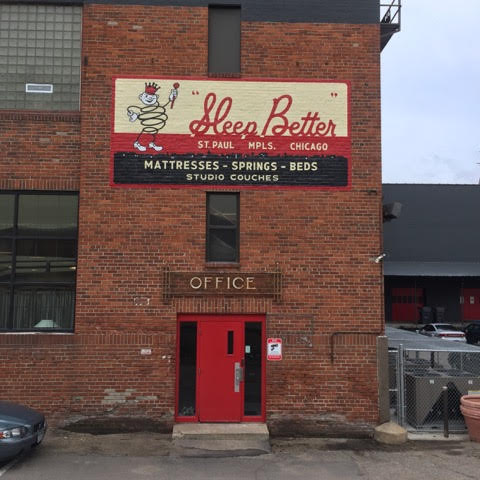 "Sleep Better"
ST. PAUL MPLS. CHICAGO
MATTRESSES - SPRINGS - BEDS
STUDIO COUCHES
OFFICE